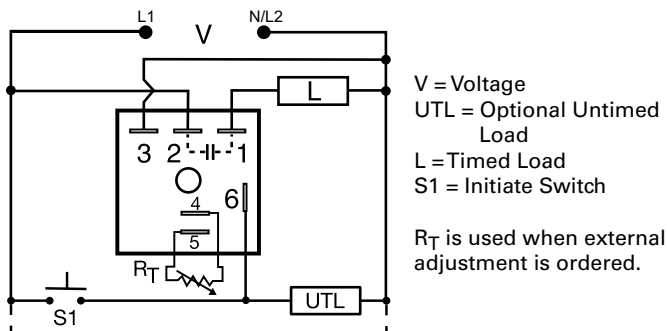 L1
V
N/L2
L
3
2
1
6
4
5
RT
S1
UTL
V = Voltage
UTL = Optional Untimed
Load
L = Timed Load
S1 = Initiate Switch
RT is used when external
adjustment is ordered.